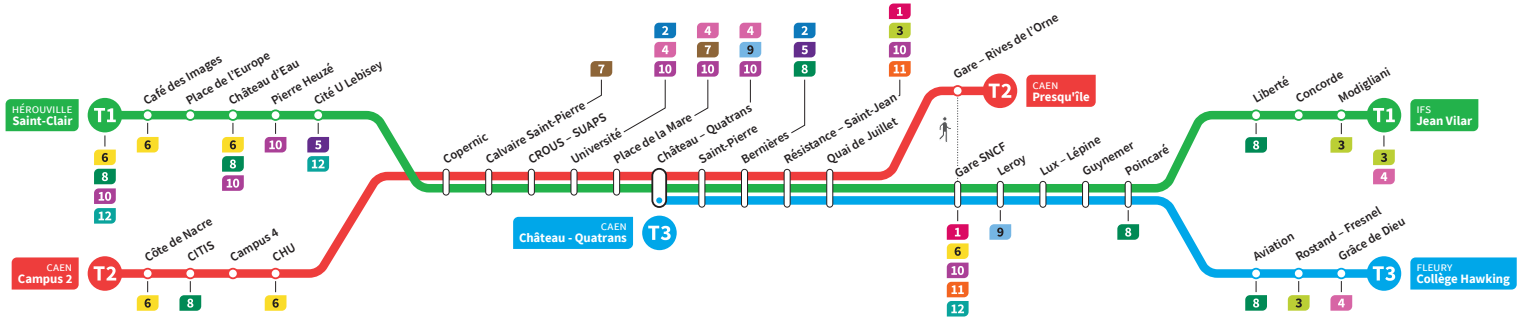 HÉROUVILLE
Saint-Clair
T1
6
8
10
12
Café des Images
6
Place de l'Europe
Château d'Eau
6
8
10
Pierre Heuzé
10
Cité U Lebisey
5
12
CAEN
Campus 2
T2
Côte de Nacre
6
CITIS
8
Campus 4
CHU
6
Copernic
Calvaire Saint-Pierre
7
CROUS – SUAPS
Université
2
4
10
Place de la Mare
4
7
10
Château – Quatrans
4
9
10
CAEN
Château - Quatrans
T3
Saint-Pierre
Bernières
2
5
8
Résistance – Saint-Jean
1
3
10
11
Quai de Juillet
Gare – Rives de l'Orne
T2
CAEN
Presqu'île
Gare SNCF
1
6
10
11
12
Leroy
9
Lux – Lépine
Guynemer
Poincaré
8
Liberté
8
Concorde
Modigliani
3
T1
3
4
IFS
Jean Vilar
Aviation
8
Rostand – Fresnel
3
Grâce de Dieu
4
T3
FLEURY
Collège Hawking